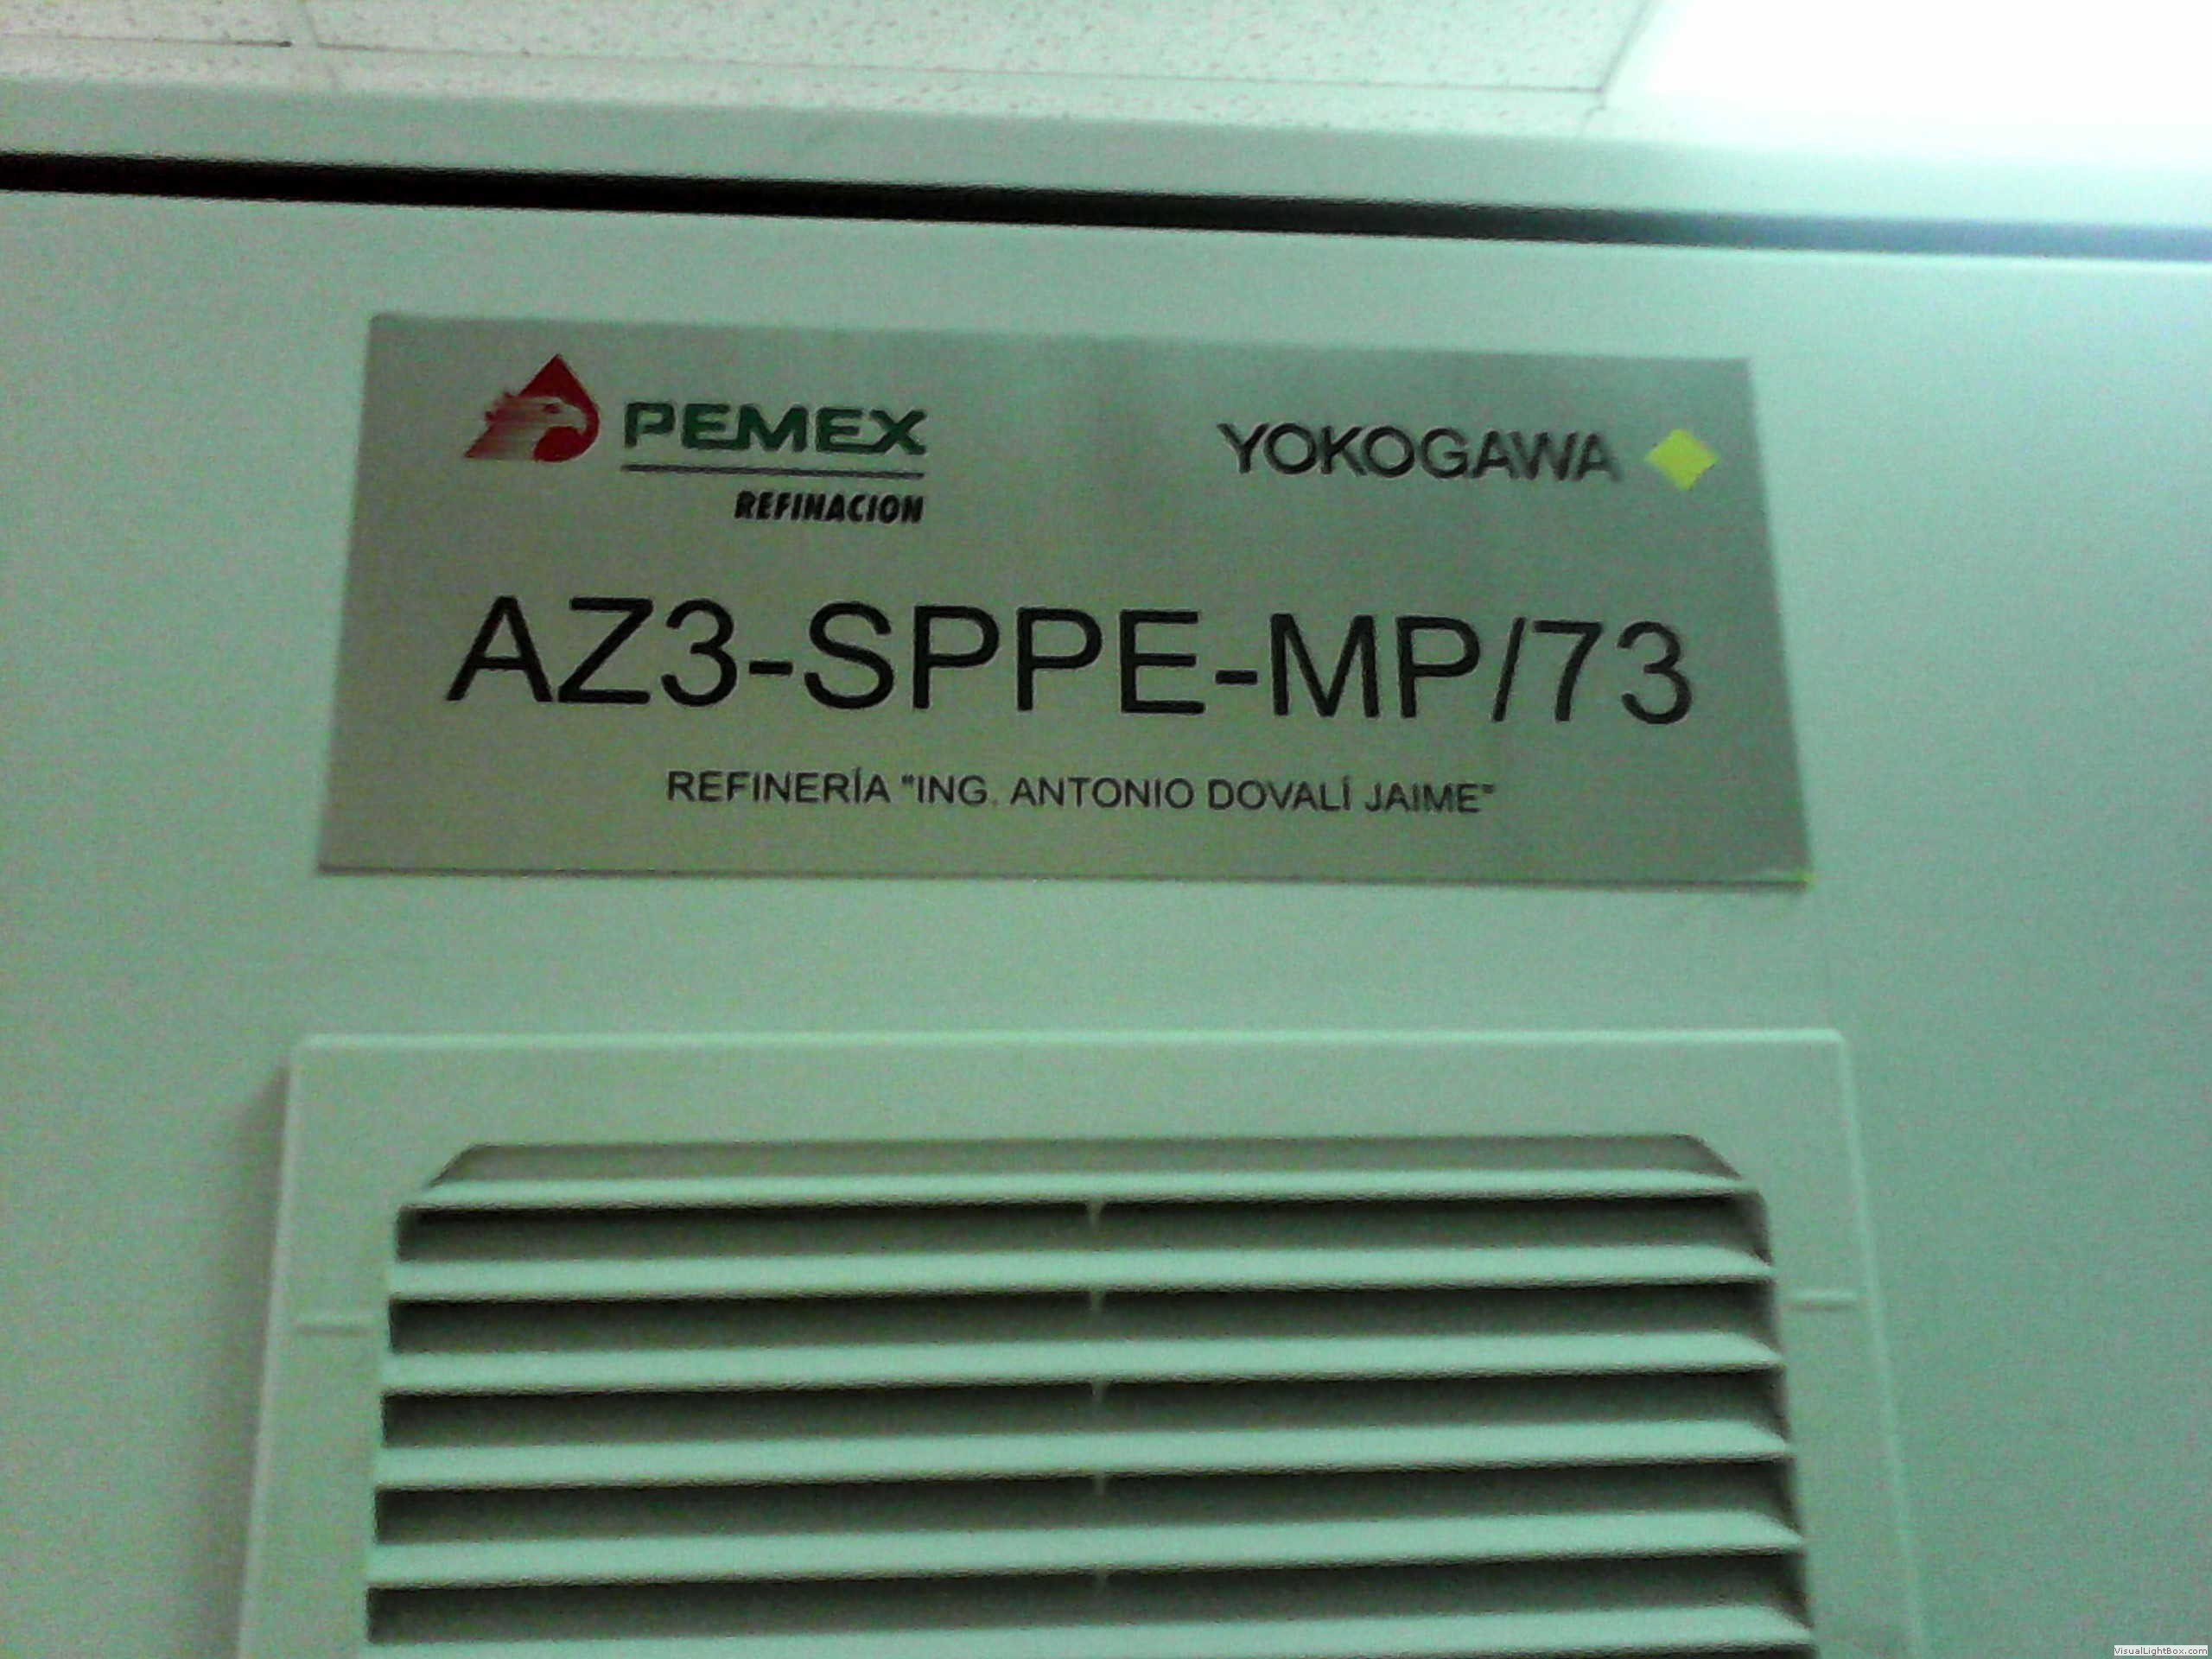 PEMEX
REFINACION
YOKOGAWA
AZ3-SPPE-MP/73
REFINERÍA "ING. ANTONIO DOVALÍ JAIME"
VisualLightBox.com